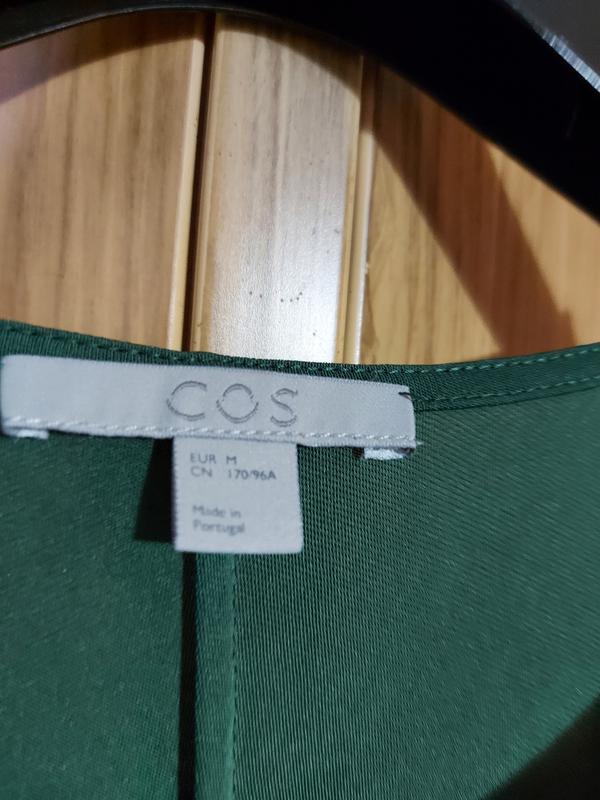 COS
EUR M
CN 170/96A
Made in
Portugal